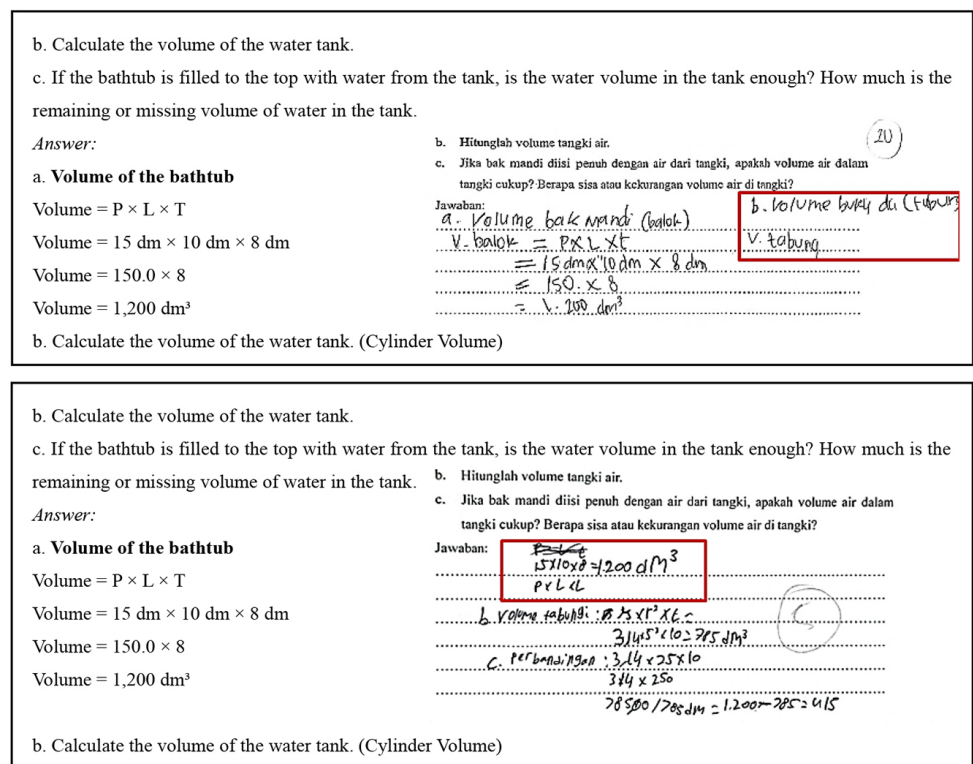 b. Calculate the volume of the water tank.
c. If the bathtub is filled to the top with water from the tank, is the water volume in the tank enough? How much is the
remaining or missing volume of water in the tank.
Answer:
a. Volume of the bathtub
Volume = P × L × T
Volume = 15 dm × 10 dm × 8 dm
Volume = 150.0 × 8
Volume = 1,200 dm³
b. Hitunglah volume tangki air.
c. Jika bak mandi diisi penuh dengan air dari tangki, apakah volume air dalam
tangki cukup? Berapa sisa atau kekurangan volume air di tangki?
Jawaban:
20
a. Volume bak mandi (balok)
V. balok = P×L×t
= 15 dm × 10 dm × 8 dm
= 150. × 8
= 1.200 dm³
b. Volume
V. tabung
b. Calculate the volume of the water tank. (Cylinder Volume)
b. Calculate the volume of the water tank.
c. If the bathtub is filled to the top with water from the tank, is the water volume in the tank enough? How much is the
remaining or missing volume of water in the tank.
Answer:
a. Volume of the bathtub
Volume = P × L × T
Volume = 15 dm × 10 dm × 8 dm
Volume = 150.0 × 8
Volume = 1,200 dm³
b. Hitunglah volume tangki air.
c. Jika bak mandi diisi penuh dengan air dari tangki, apakah volume air dalam
tangki cukup? Berapa sisa atau kekurangan volume air di tangki?
Jawaban:
15×10×8=1.200 dM³
P×L×L
b. Volume tabungi :
= 785 dm³
c. Perbandingan : 3,14 × 25×10
314 × 250
= 1.200 - 785 = 415
b. Calculate the volume of the water tank. (Cylinder Volume)